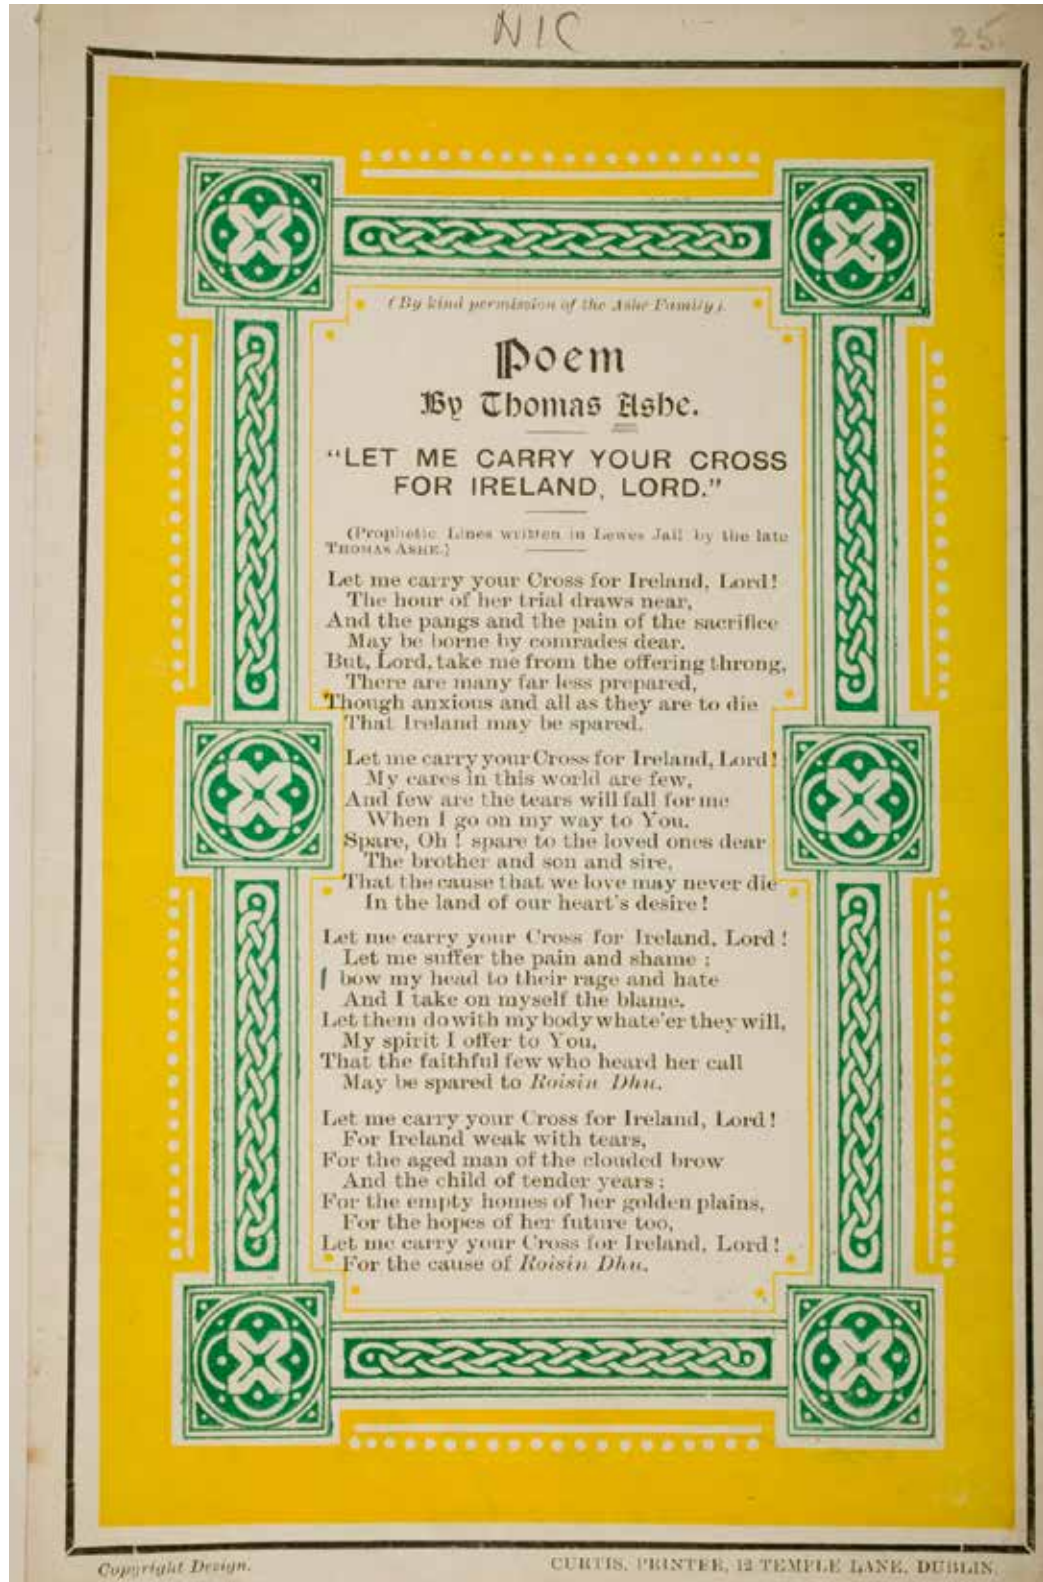 NIC
25.
(By kind permission of the Ashe Family).
Poem
By Thomas Ashe.
"LET ME CARRY YOUR CROSS
FOR IRELAND, LORD."
(Prophetic Lines written in Lewes Jail by the late
THOMAS ASHE.)
Let me carry your Cross for Ireland, Lord!
The hour of her trial draws near,
And the pangs and the pain of the sacrifice
May be borne by comrades dear.
But, Lord, take me from the offering throng,
There are many far less prepared,
Though anxious and all as they are to die
That Ireland may be spared.
Let me carry your Cross for Ireland, Lord!
My cares in this world are few,
And few are the tears will fall for me
When I go on my way to You.
Spare, Oh! spare to the loved ones dear
The brother and son and sire,
That the cause that we love may never die
In the land of our heart's desire!
Let me carry your Cross for Ireland, Lord!
Let me suffer the pain and shame;
I bow my head to their rage and hate
And I take on myself the blame.
Let them do with my body whate'er they will,
My spirit I offer to You,
That the faithful few who heard her call
May be spared to Roisin Dhu.
Let me carry your Cross for Ireland, Lord!
For Ireland weak with tears,
For the aged man of the clouded brow
And the child of tender years;
For the empty homes of her golden plains,
For the hopes of her future too,
Let me carry your Cross for Ireland, Lord!
For the cause of Roisin Dhu.
Copyright Design.
CURTIS, PRINTER, 12 TEMPLE LANE, DUBLIN.